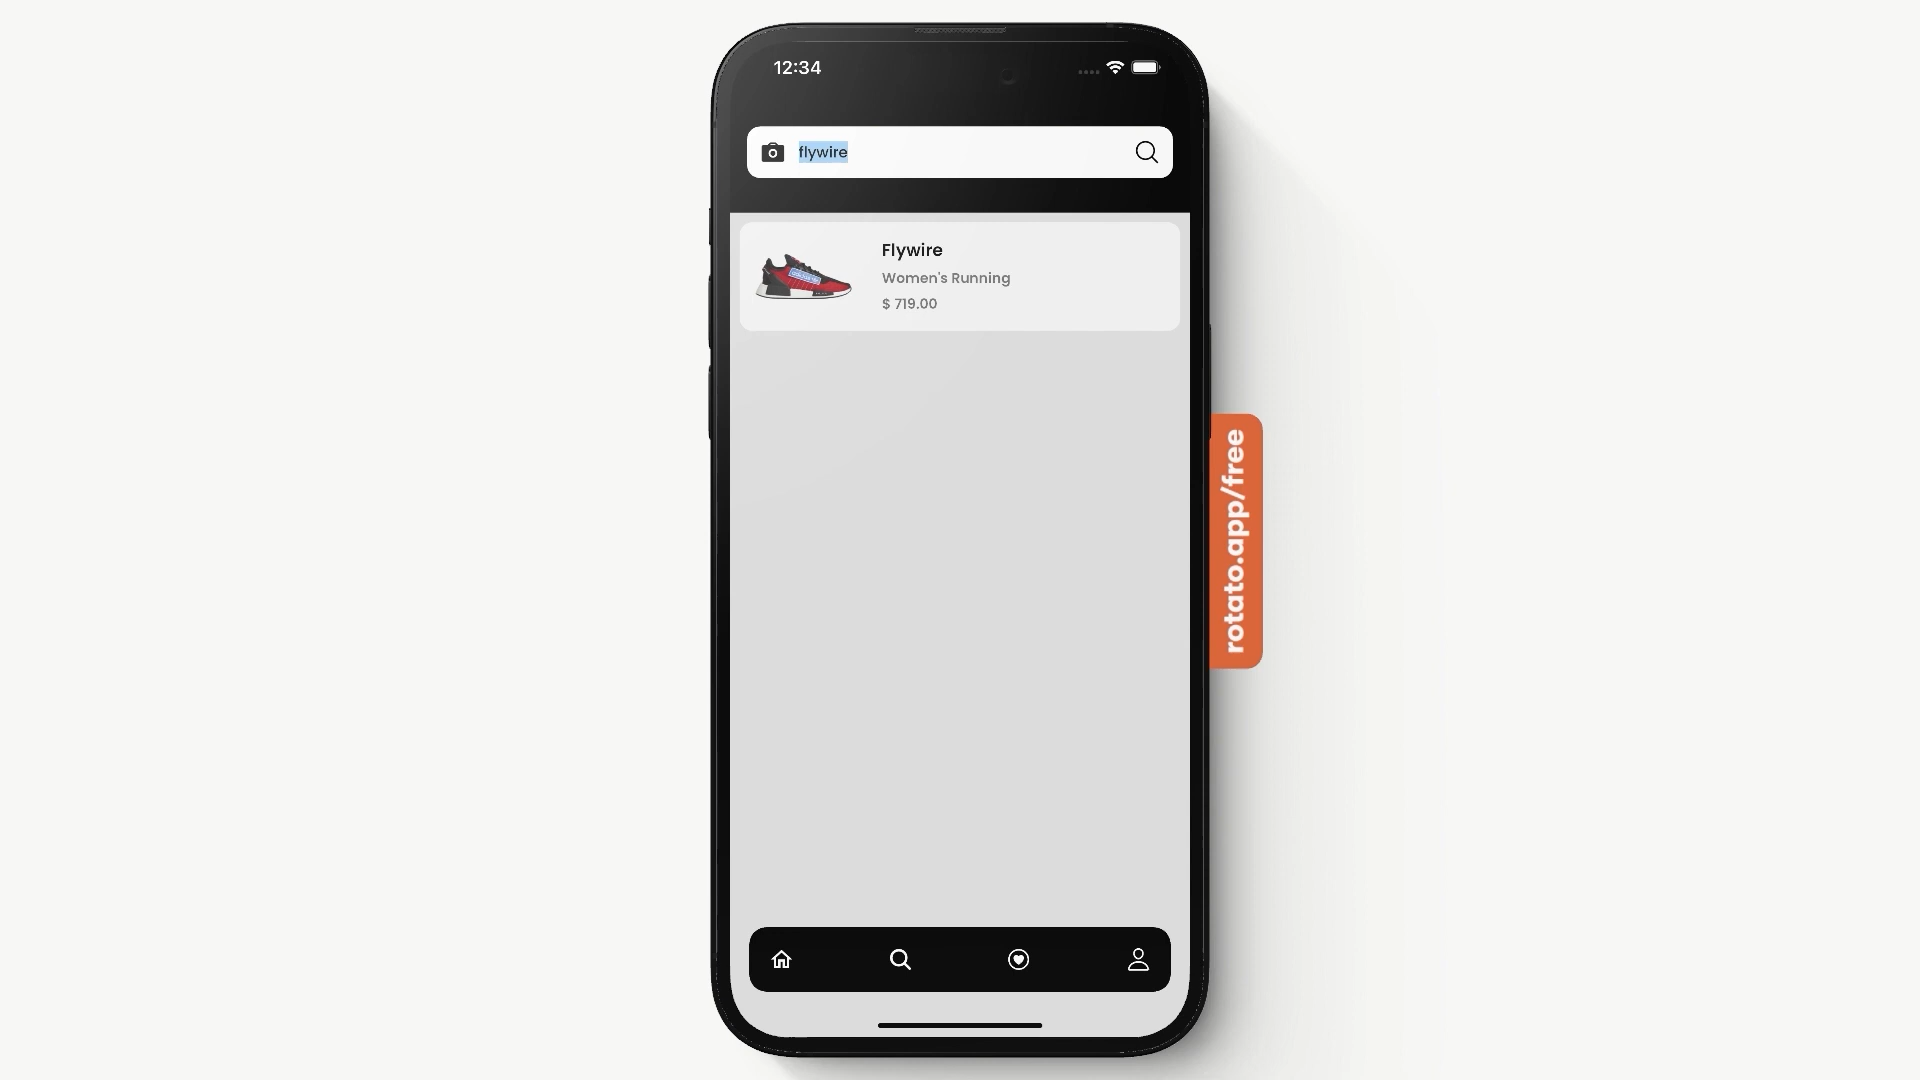 12:34
flywire
Flywire
Women's Running
$ 719.00
rotato.app/free